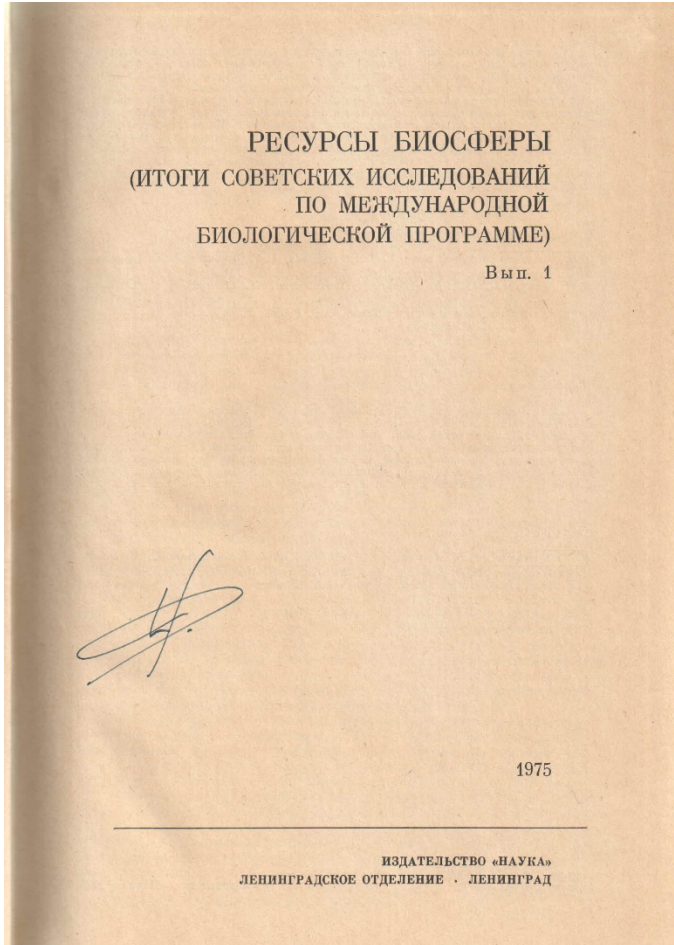 РЕСУРСЫ БИОСФЕРЫ
(ИТОГИ СОВЕТСКИХ ИССЛЕДОВАНИЙ
ПО МЕЖДУНАРОДНОЙ
БИОЛОГИЧЕСКОЙ ПРОГРАММЕ)
Вып. 1
1975
ИЗДАТЕЛЬСТВО «НАУКА»
ЛЕНИНГРАДСКОЕ ОТДЕЛЕНИЕ · ЛЕНИНГРАД